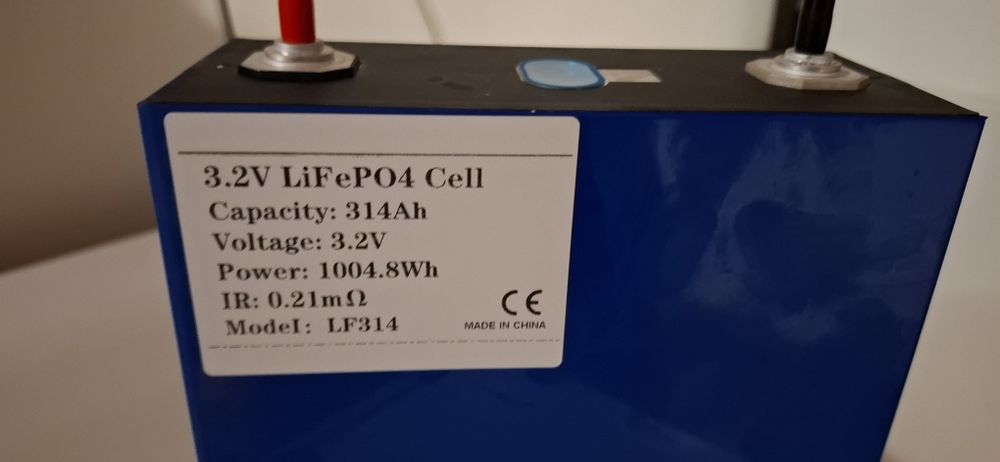 3.2V LiFePO4 Cell
Capacity: 314Ah
Voltage: 3.2V
Power: 1004.8Wh
IR: 0.21mΩ
Model: LF314
CE
MADE IN CHINA